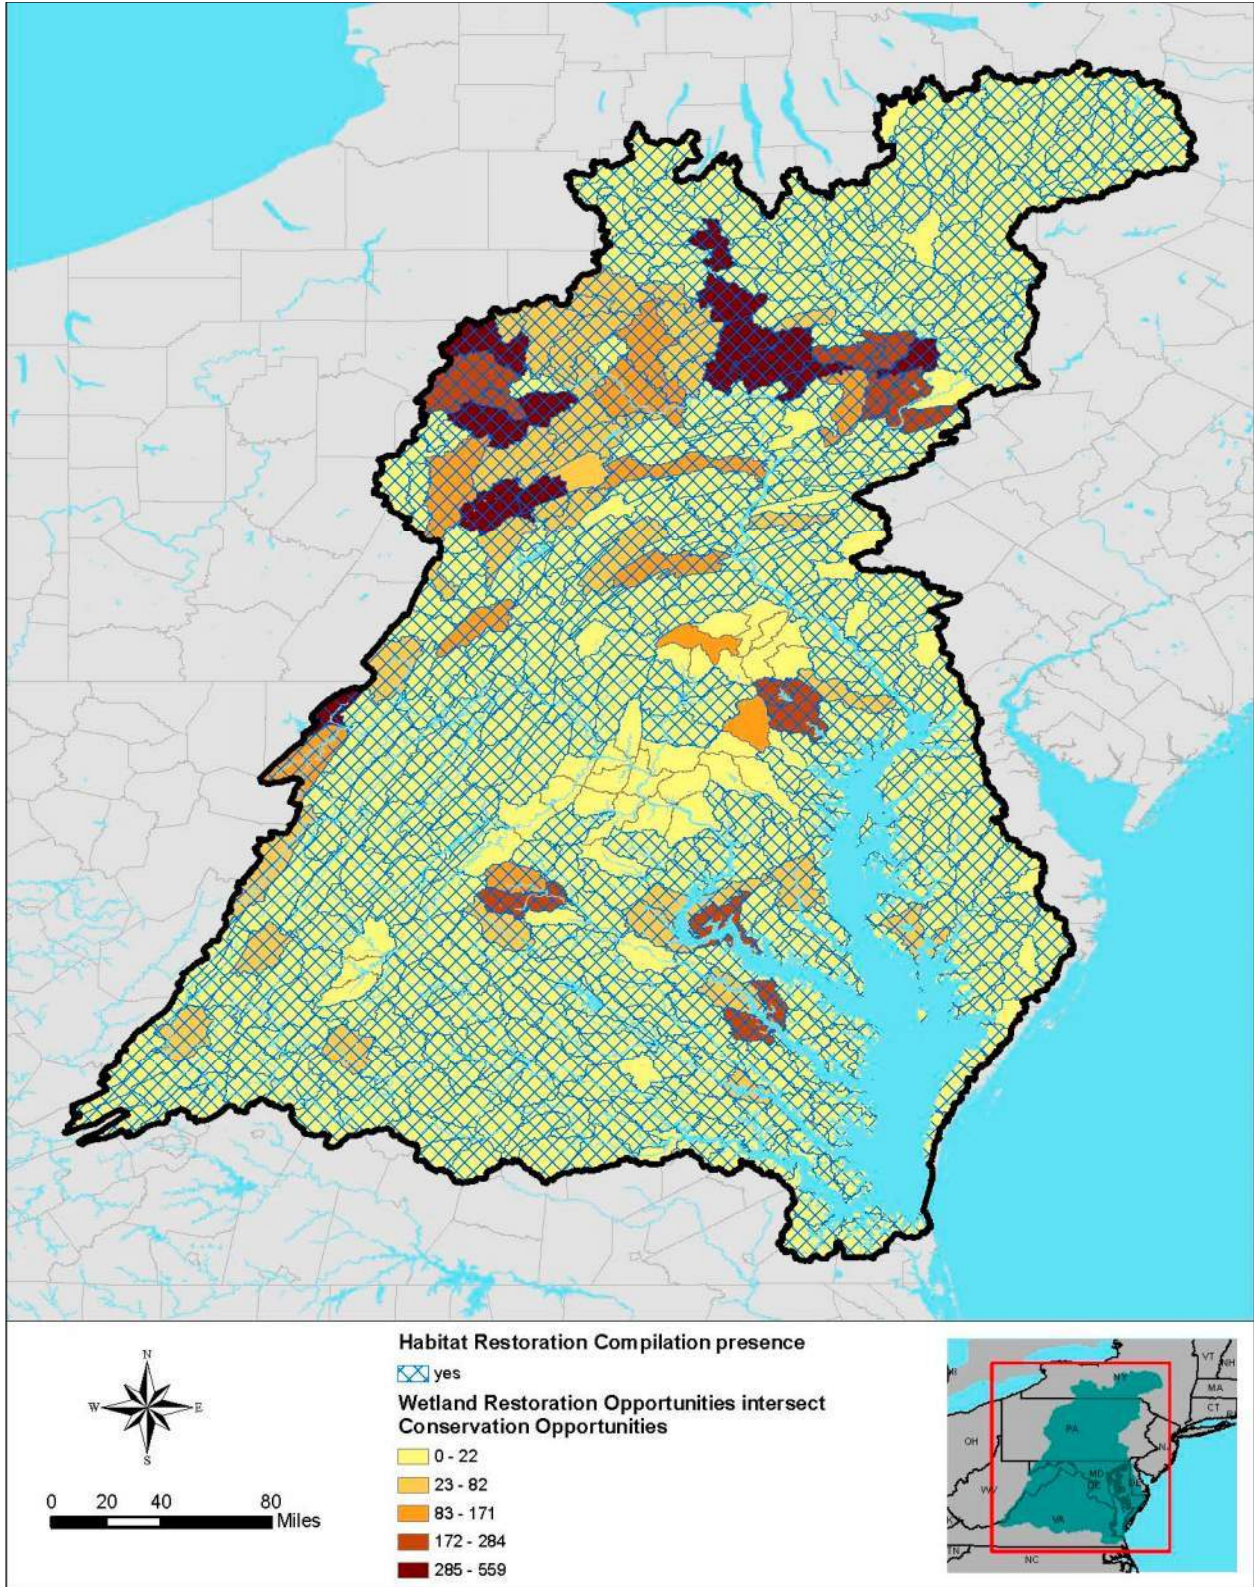 Habitat Restoration Compilation presence
yes
Wetland Restoration Opportunities intersect
Conservation Opportunities
0 - 22
23 - 82
83 - 171
172 - 284
285 - 559
N
W
E
S
0 20 40 80
Miles
VT
NH
NY
MA
CT
PA
OH
NJ
MD
DE
VA
TN
NC